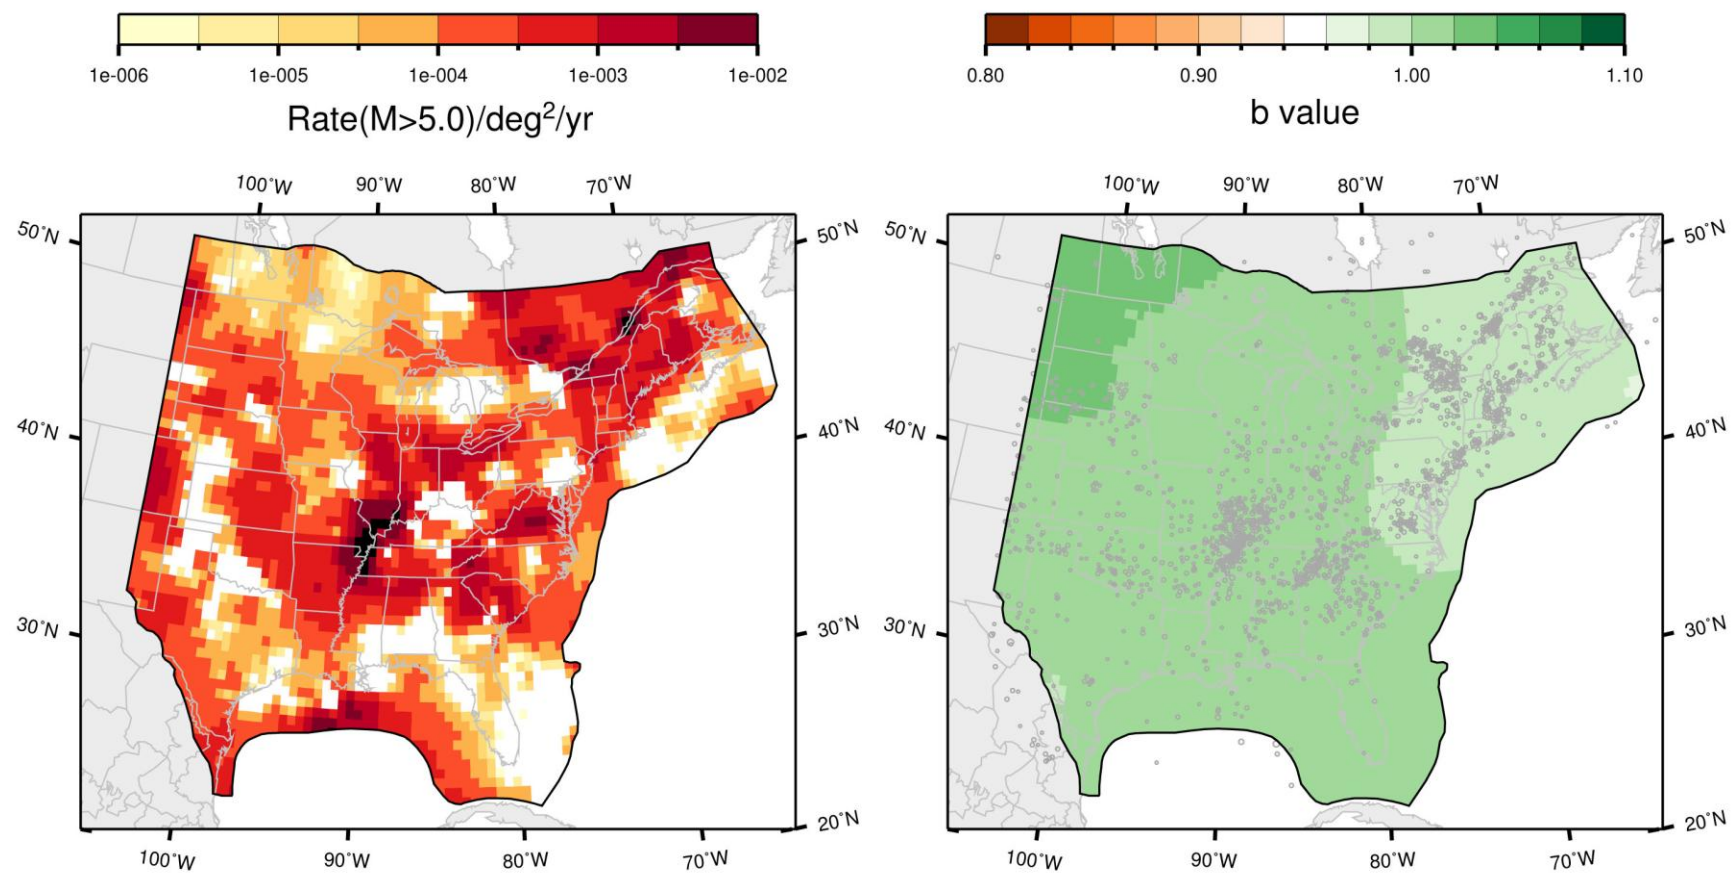 1e-006 1e-005 1e-004 1e-003 1e-002
Rate(M>5.0)/deg²/yr
0.80 0.90 1.00 1.10
b value
100˚W 90˚W 80˚W 70˚W
100˚W 90˚W 80˚W 70˚W
50˚N 50˚N 50˚N 50˚N
40˚N 40˚N 40˚N 40˚N
30˚N 30˚N 30˚N 30˚N
20˚N 20˚N
100˚W 90˚W 80˚W 70˚W
100˚W 90˚W 80˚W 70˚W